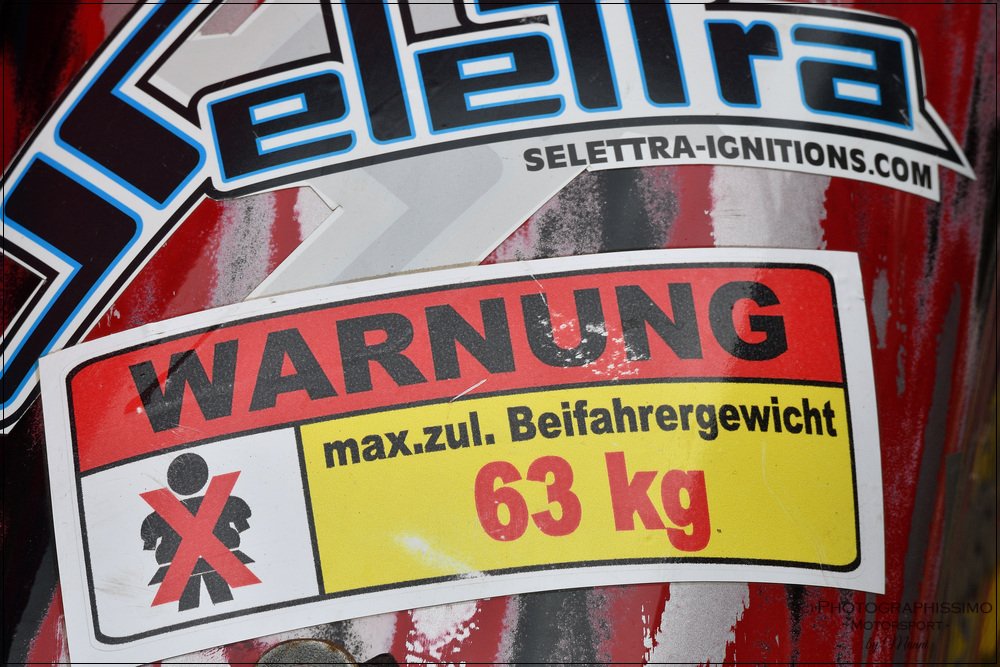 Selettra
SELETTRA-IGNITIONS.COM
WARNUNG
max.zul. Beifahrergewicht
63 kg
PHOTOGRAPHISSIMO
- MOTORSPORT -